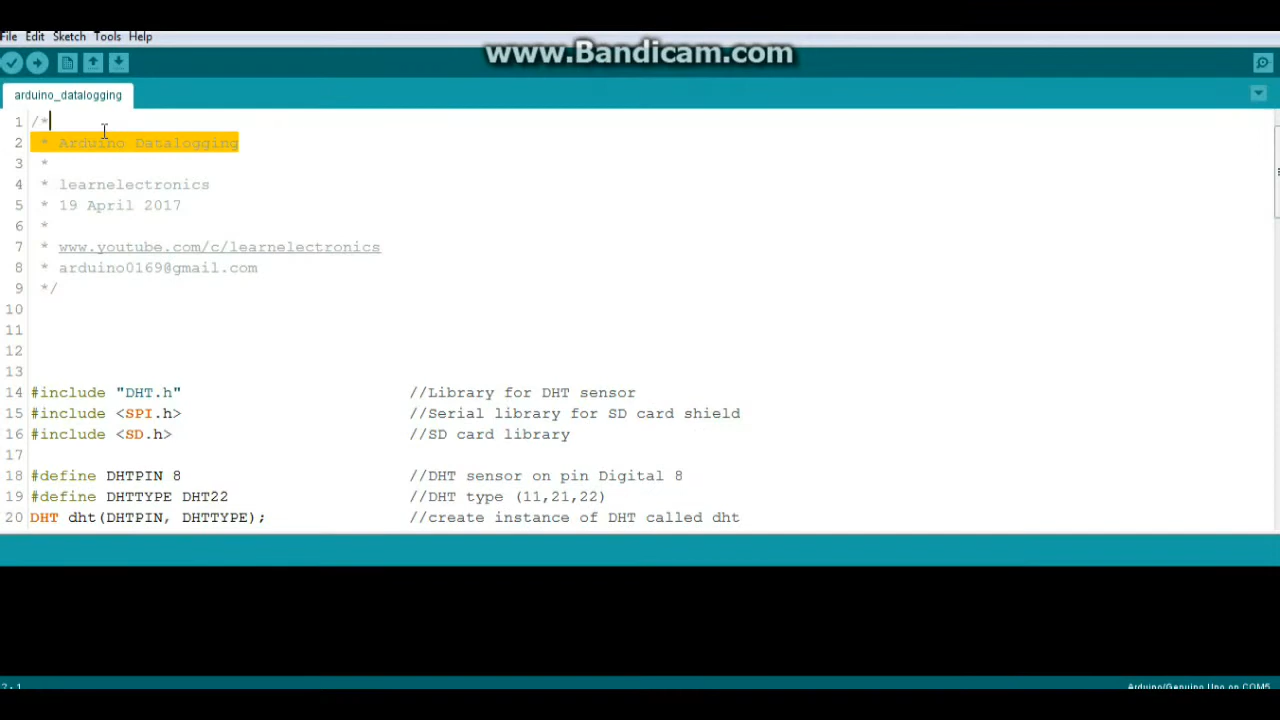 File Edit Sketch Tools Help
www.Bandicam.com
arduino_datalogging
1 /*
2 * Arduino Datalogging
3 *
4 * learnelectronics
5 * 19 April 2017
6 *
7 * www.youtube.com/c/learnelectronics
8 * arduino0169@gmail.com
9 */
10
11
12
13
14 #include "DHT.h" //Library for DHT sensor
15 #include <SPI.h> //Serial library for SD card shield
16 #include <SD.h> //SD card library
17
18 #define DHTPIN 8 //DHT sensor on pin Digital 8
19 #define DHTTYPE DHT22 //DHT type (11,21,22)
20 DHT dht(DHTPIN, DHTTYPE); //create instance of DHT called dht
Arduino/Genuino Uno on COM5